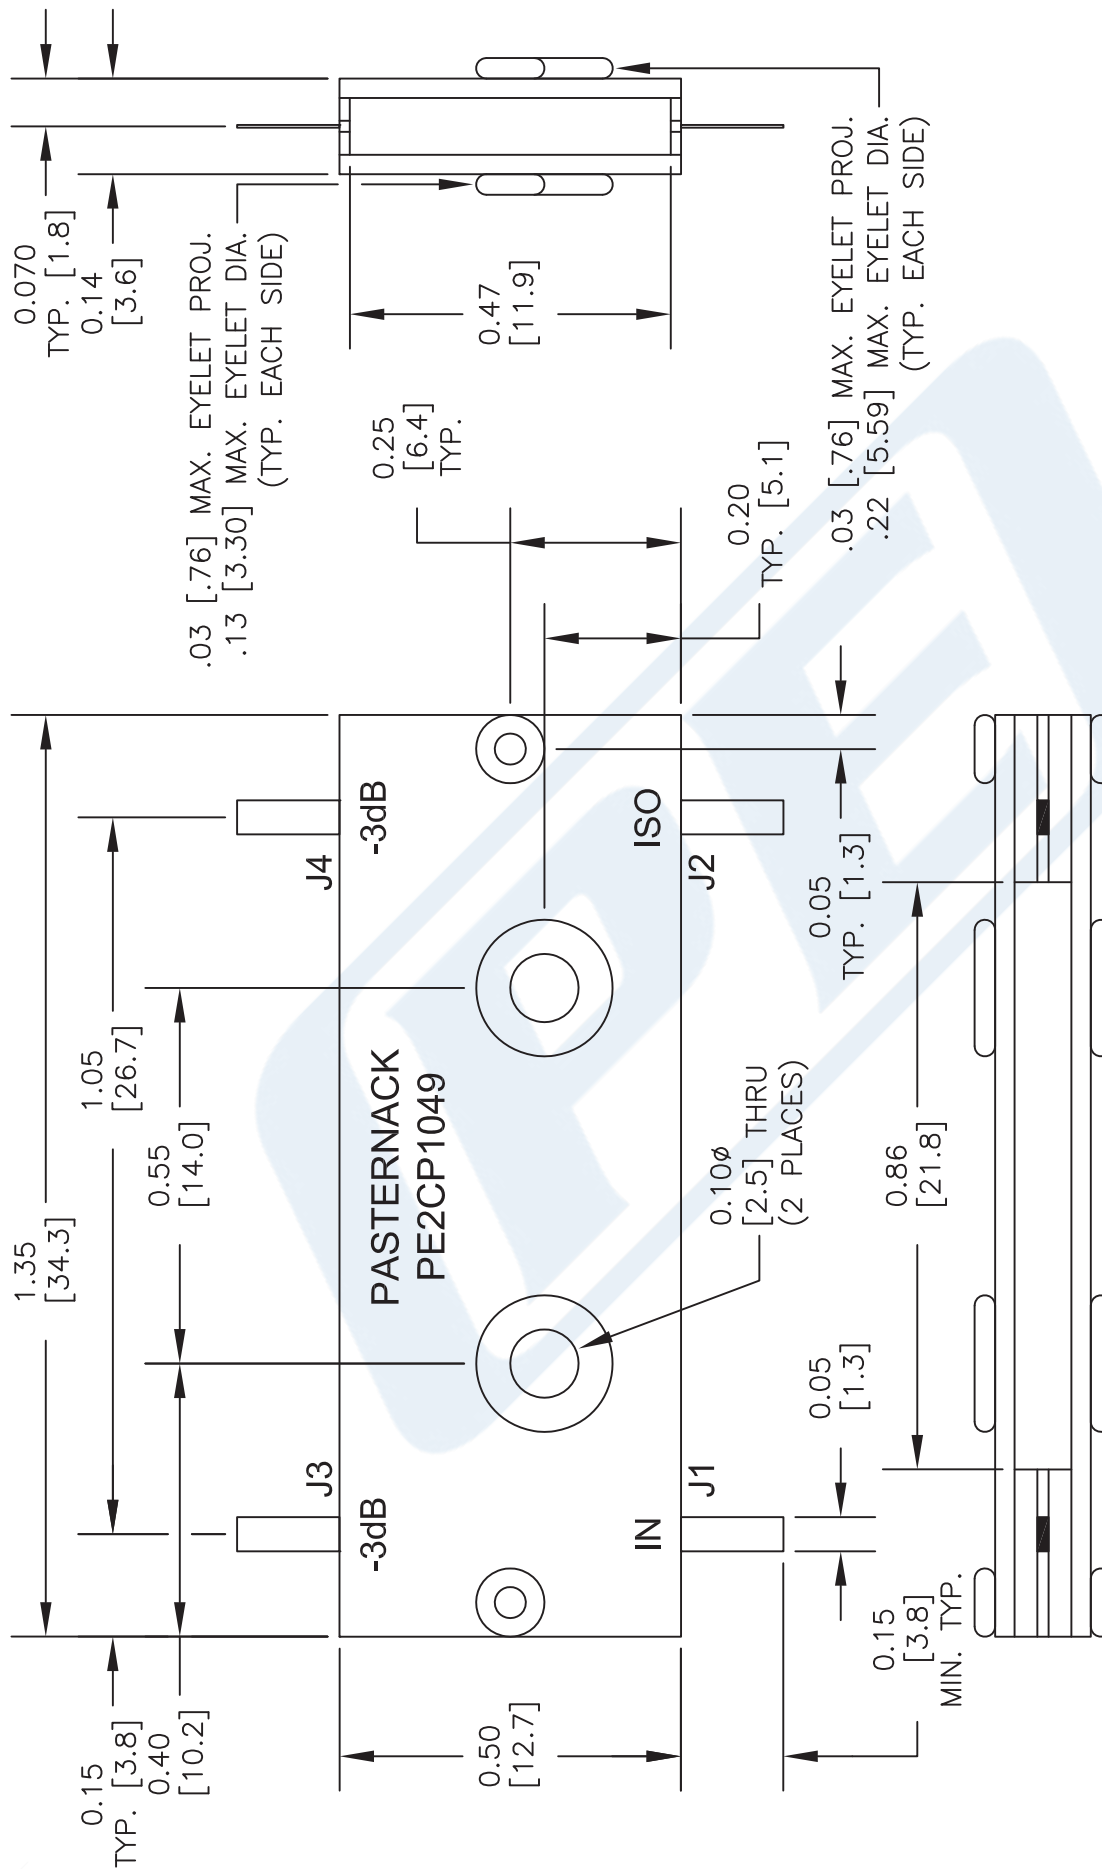 1.35
[34.3]
1.05
[26.7]
0.55
[14.0]
0.15
TYP. [3.8]
0.40
[10.2]
0.070
TYP. [1.8]
0.14
[3.6]
.03 [.76] MAX. EYELET PROJ.
.13 [3.30] MAX. EYELET DIA.
(TYP. EACH SIDE)
J3
-3dB
J4
-3dB
PASTERNACK
PE2CP1049
0.25
[6.4]
TYP.
0.47
[11.9]
0.50
[12.7]
IN
J1
ISO
J2
0.10ø
[2.5] THRU
(2 PLACES)
0.20
TYP. [5.1]
0.05
[1.3]
0.05
TYP. [1.3]
.03 [.76] MAX. EYELET PROJ.
.22 [5.59] MAX. EYELET DIA.
(TYP. EACH SIDE)
0.15
[3.8]
MIN. TYP.
0.86
[21.8]
PE